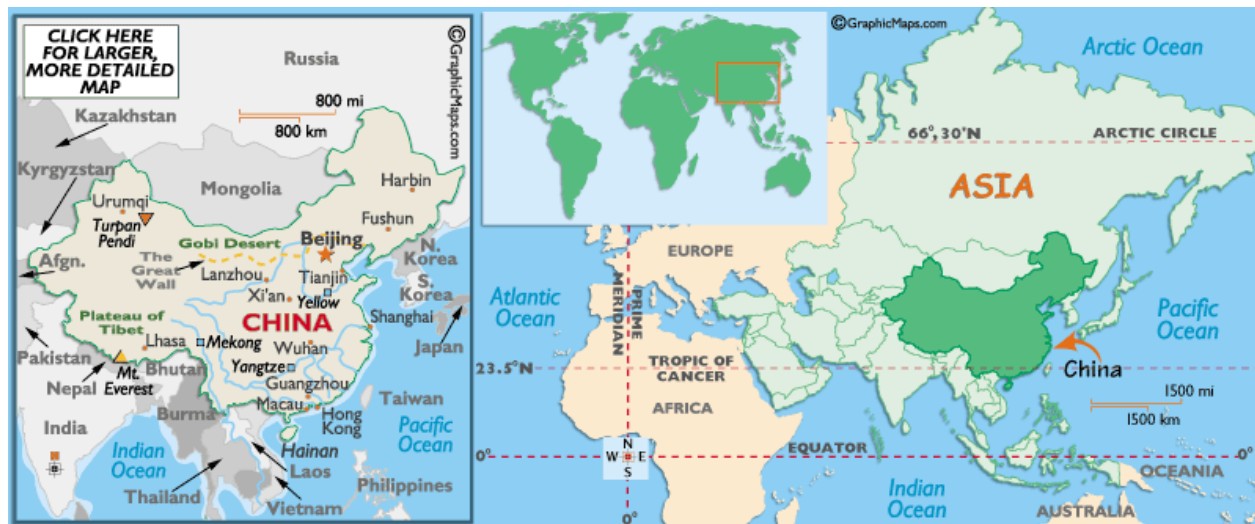 CLICK HERE
FOR LARGER,
MORE DETAILED
MAP
©GraphicMaps.com
Russia
800 mi
800 km
Kazakhstan
Kyrgyzstan
Mongolia
Harbin
Urumqi
Turpan
Pendi
Fushun
Gobi Desert
Beijing
N.
Korea
Afgn.
The
Great
Wall
Lanzhou
Tianjin
S.
Korea
Xi'an
Yellow
Plateau of
Tibet
CHINA
Shanghai
Lhasa
Mekong
Wuhan
Japan
Pakistan
Nepal
Mt.
Everest
Bhutan
Yangtze
Guangzhou
Taiwan
Macau
Hong
Kong
Burma
India
Pacific
Ocean
Hainan
Indian
Ocean
Laos
Thailand
Vietnam
Philippines
©GraphicMaps.com
Arctic Ocean
66°, 30'N
ARCTIC CIRCLE
ASIA
EUROPE
Atlantic
Ocean
PRIME
MERIDIAN
Pacific
Ocean
TROPIC OF
CANCER
23.5°N
China
AFRICA
1500 mi
1500 km
EQUATOR
N
W E
S
0°
0°
OCEANIA
Indian
Ocean
AUSTRALIA
0°